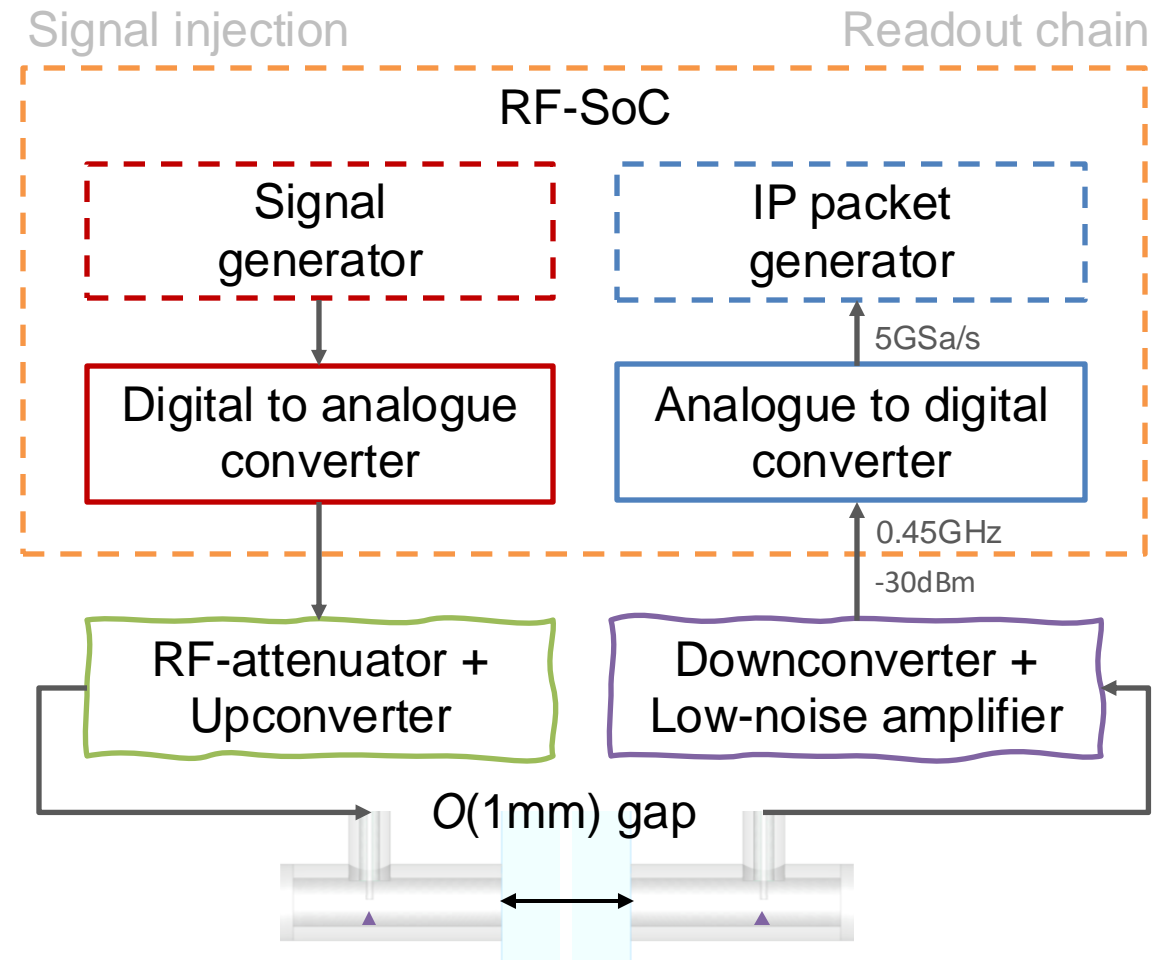 Signal injection
Readout chain
RF-SoC
Signal
generator
IP packet
generator
5GSa/s
Digital to analogue
converter
Analogue to digital
converter
0.45GHz
-30dBm
RF-attenuator +
Upconverter
Downconverter +
Low-noise amplifier
O(1mm) gap